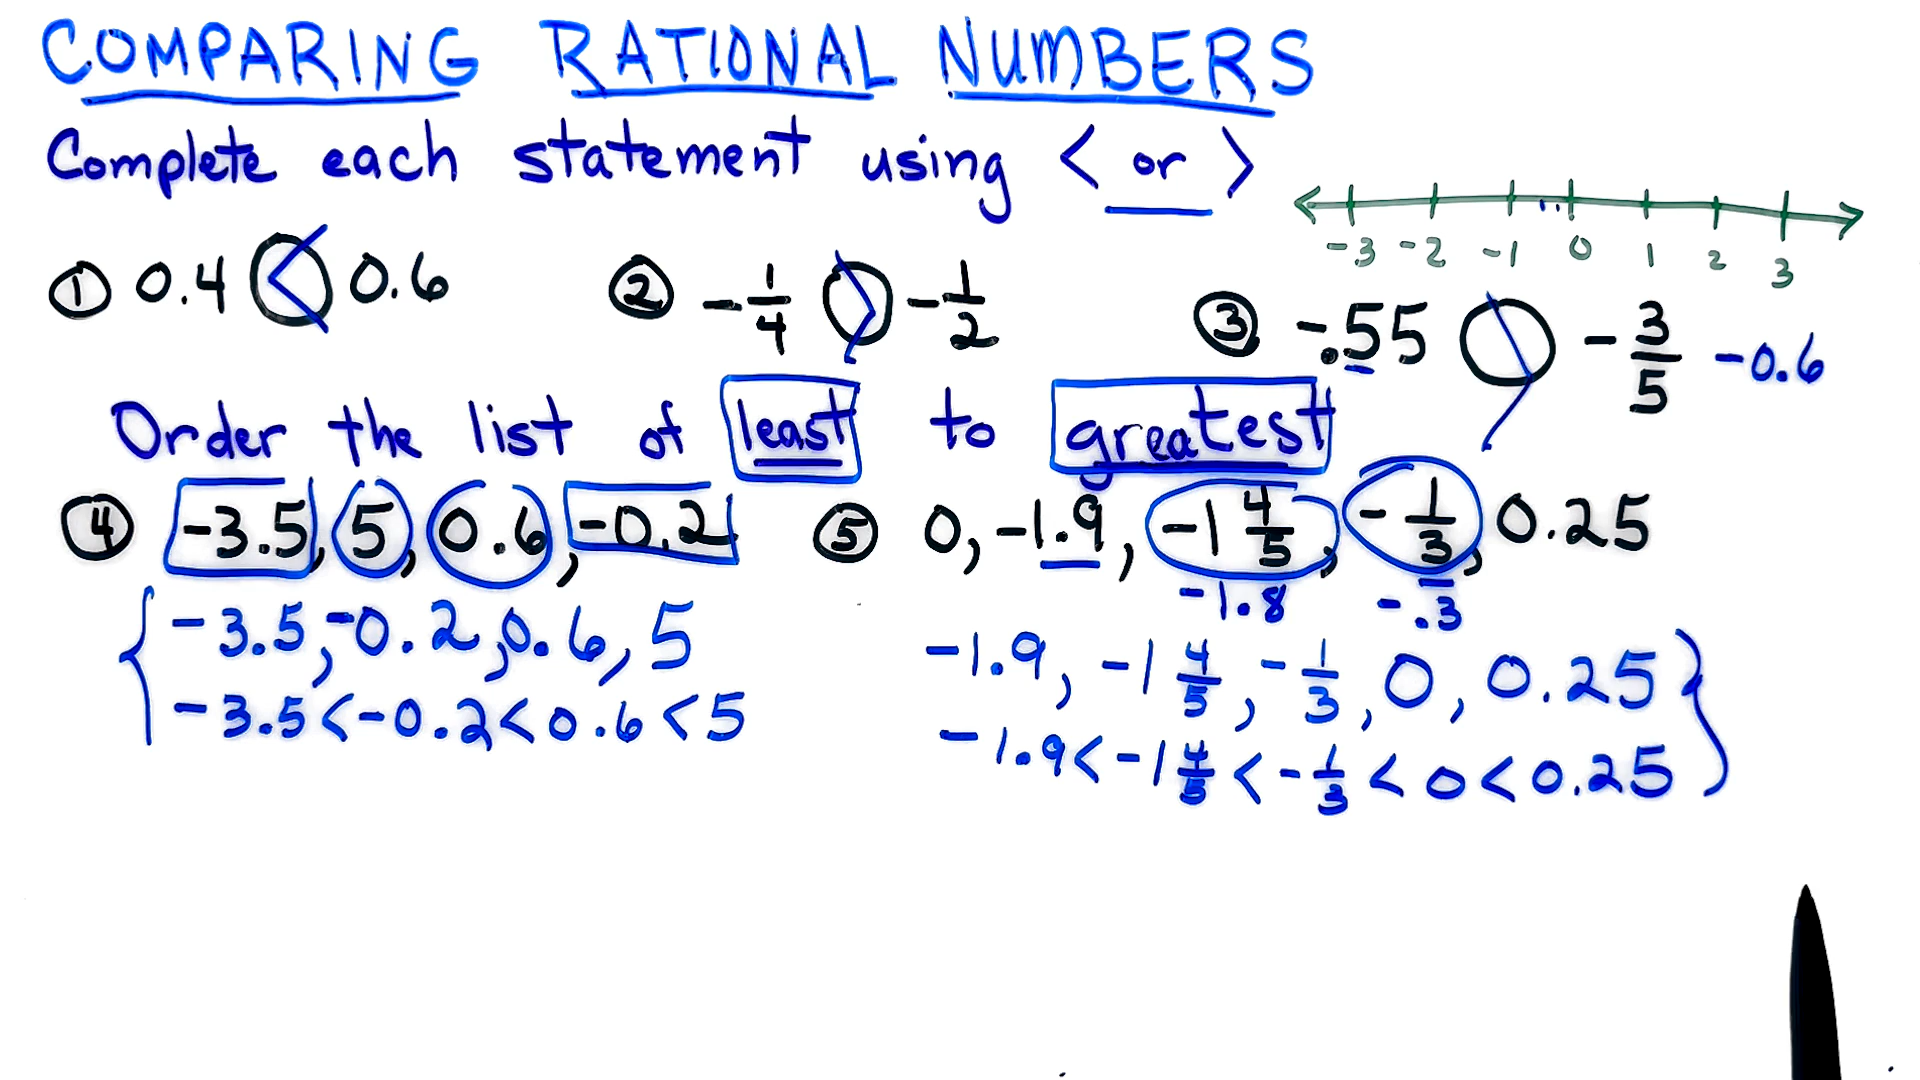 COMPARING RATIONAL NUMBERS
Complete each statement using < or >
-3 -2 -1 0 1 2 3
① 0.4 < 0.6
② -1/4 > -1/2
③ -.55 > -3/5 -0.6
Order the list of least to greatest
④ -3.5, 5, 0.6, -0.2
⑤ 0, -1.9, -1 4/5, -1/3, 0.25
-1.8 -.3
-3.5, -0.2, 0.6, 5
-3.5 < -0.2 < 0.6 < 5
-1.9, -1 4/5, -1/3, 0, 0.25
-1.9 < -1 4/5 < -1/3 < 0 < 0.25